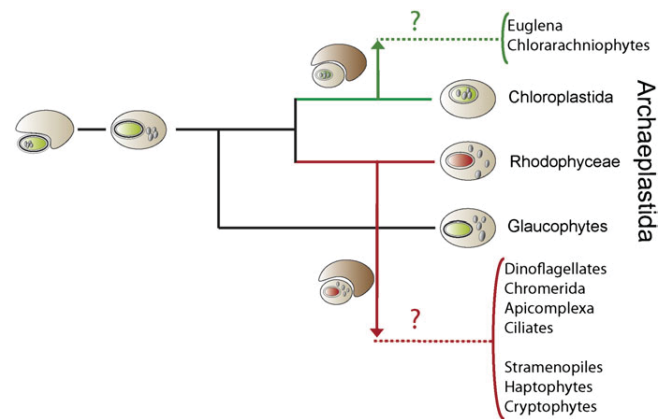 ?
Euglena
Chlorarachniophytes
Chloroplastida
Rhodophyceae
Glaucophytes
Archaeplastida
?
Dinoflagellates
Chromerida
Apicomplexa
Ciliates
Stramenopiles
Haptophytes
Cryptophytes